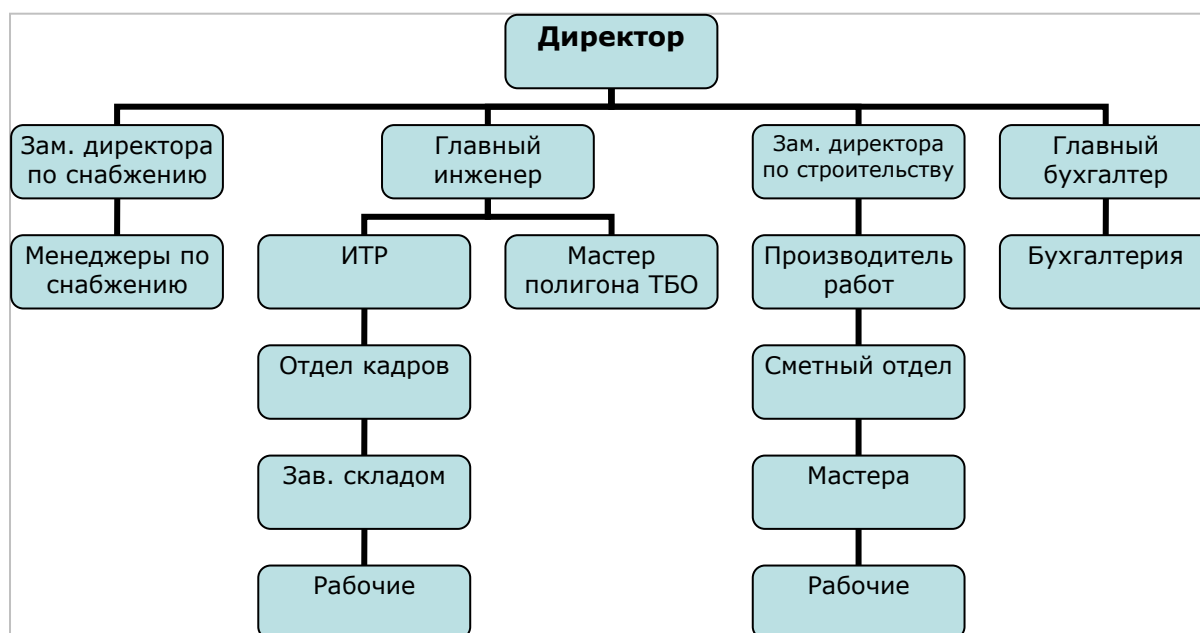 Директор
Зам. директора
по снабжению
Главный
инженер
Зам. директора
по строительству
Главный
бухгалтер
Менеджеры по
снабжению
ИТР
Мастер
полигона ТБО
Производитель
работ
Бухгалтерия
Отдел кадров
Сметный отдел
Зав. складом
Мастера
Рабочие
Рабочие